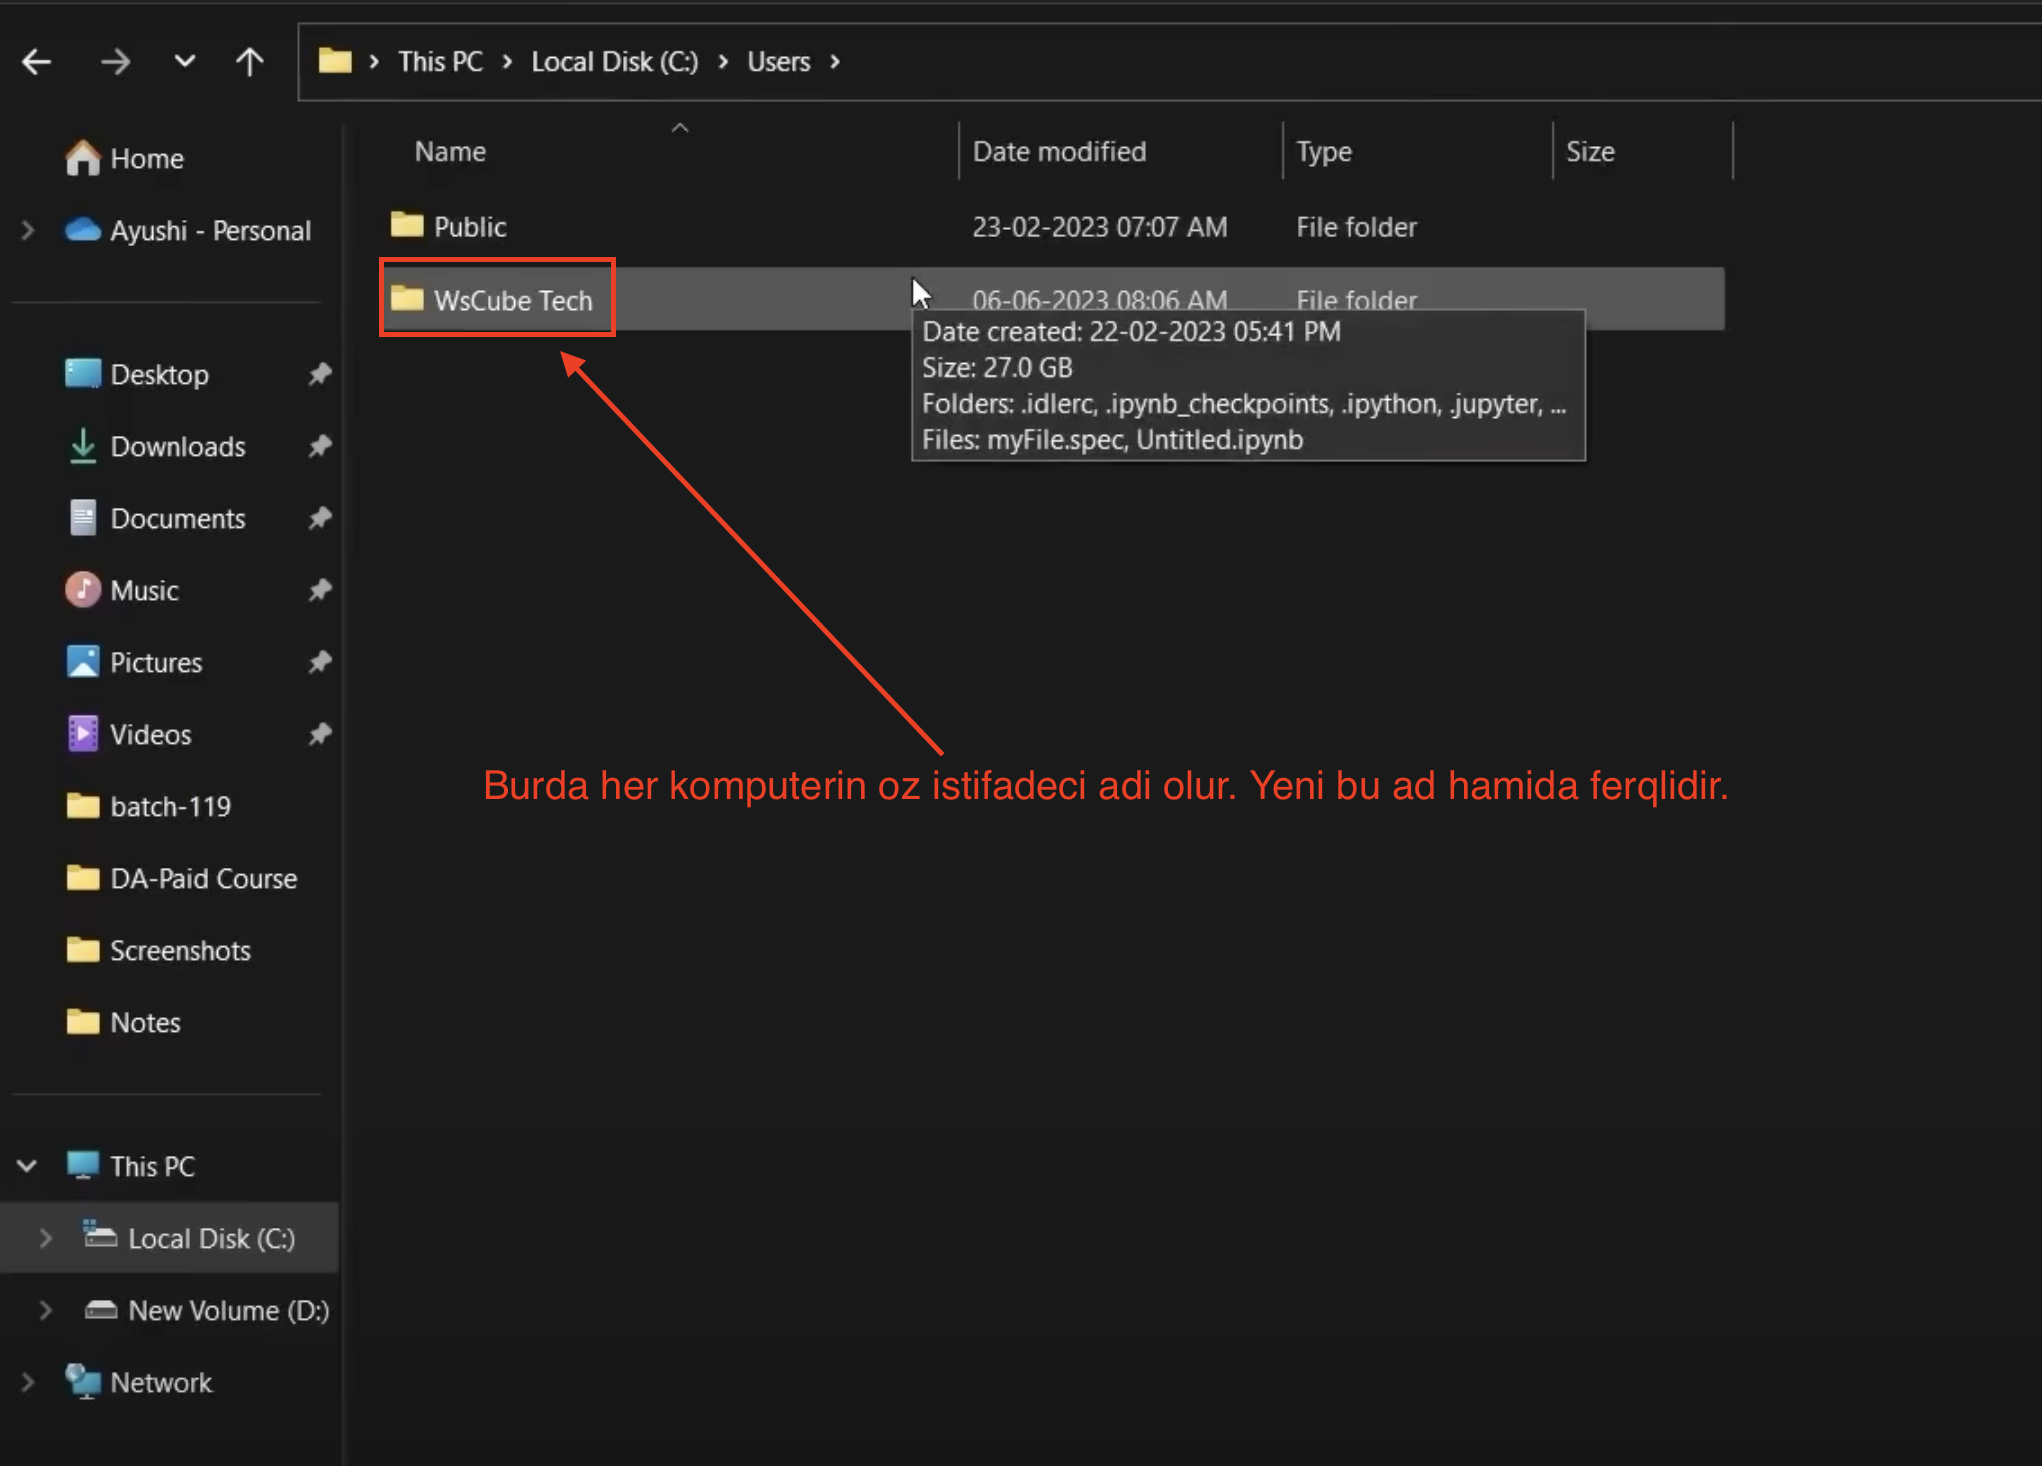 This PC > Local Disk (C:) > Users >
Name Date modified Type Size
Home
Ayushi - Personal
Public 23-02-2023 07:07 AM File folder
WsCube Tech 06-06-2023 08:06 AM File folder
Date created: 22-02-2023 05:41 PM
Size: 27.0 GB
Folders: .idlerc, .ipynb_checkpoints, .ipython, .jupyter, ...
Files: myFile.spec, Untitled.ipynb
Desktop
Downloads
Documents
Music
Pictures
Videos
batch-119
DA-Paid Course
Screenshots
Notes
This PC
Local Disk (C:)
New Volume (D:)
Network
Burda her komputerin oz istifadeci adi olur. Yeni bu ad hamida ferqlidir.